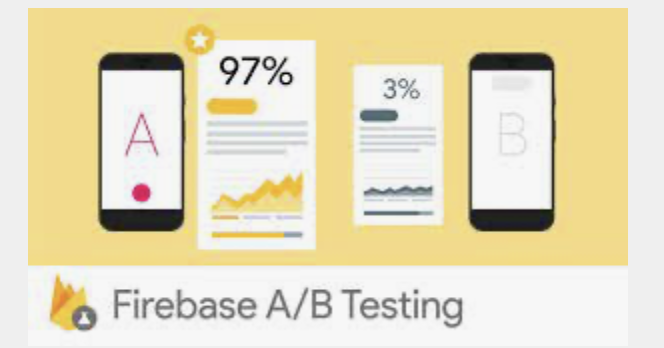 97%
3%
A
B
Firebase A/B Testing